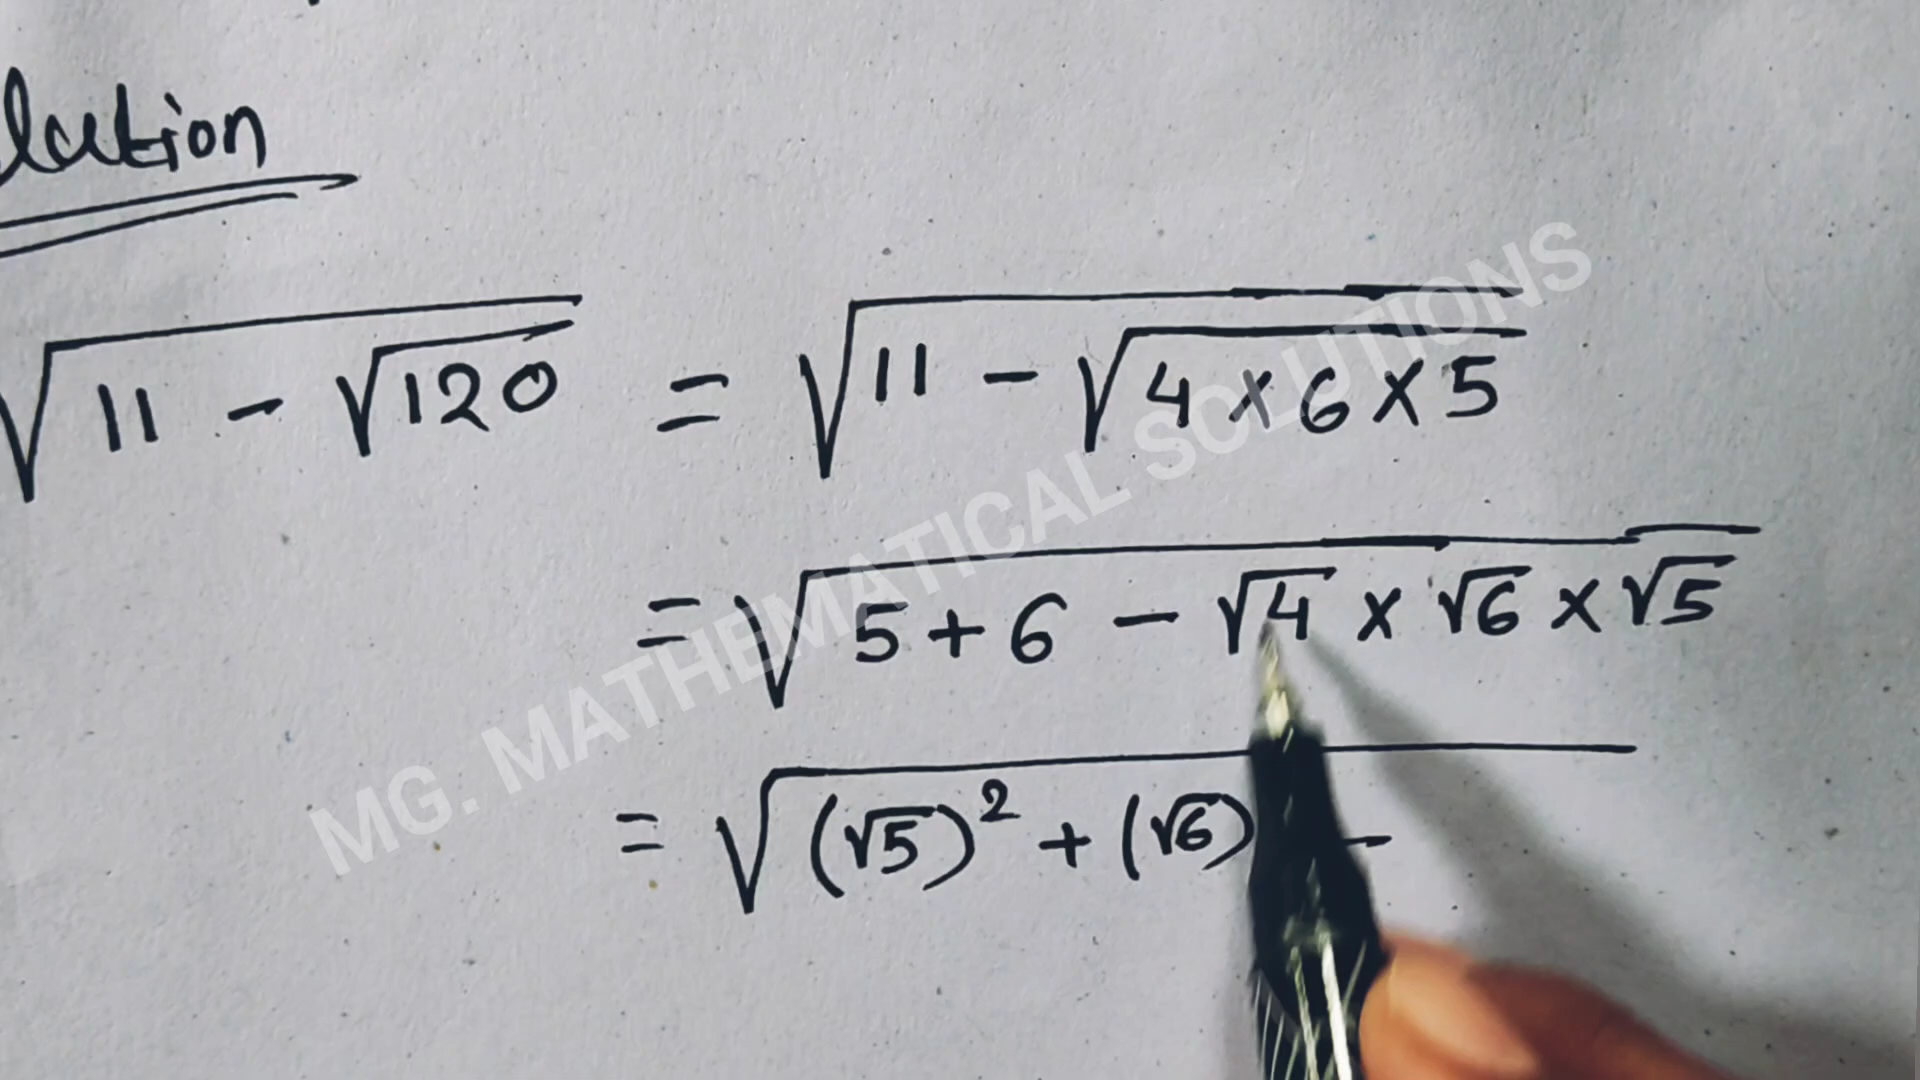 lution
√(11 - √120) = √(11 - √(4 × 6 × 5))
= √(5 + 6 - √4 × √6 × √5)
= √((√5)² + (√6) -
MG. MATHEMATICAL SOLUTIONS